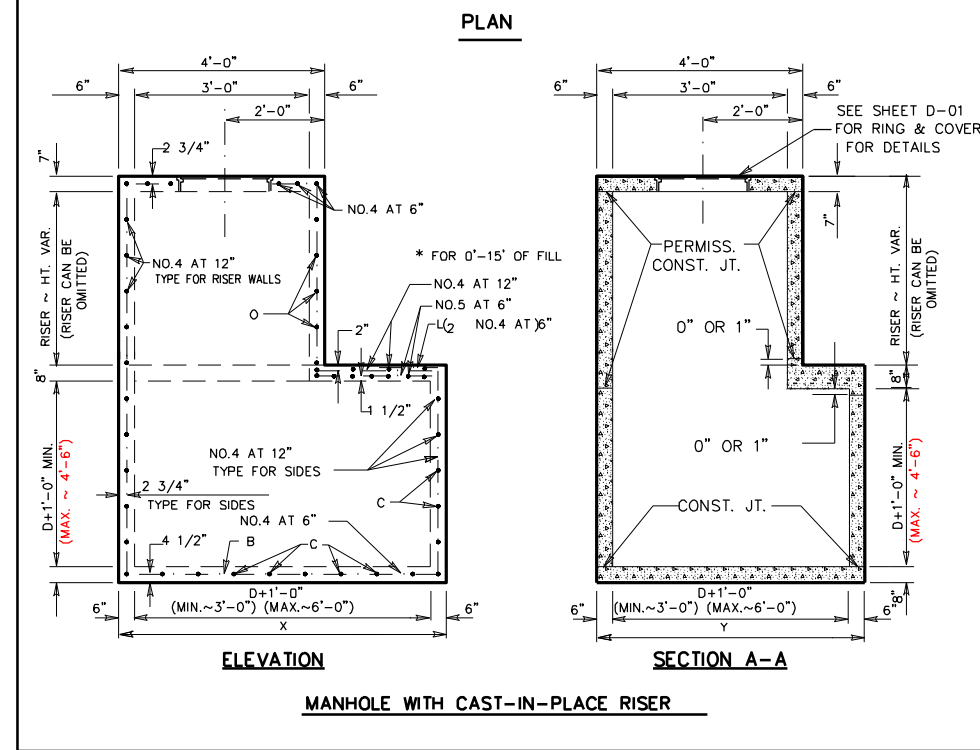 PLAN
4'-0"
6"
3'-0"
6"
2'-0"
7"
2 3/4"
NO.4 AT 6"
RISER ~ HT. VAR.
(RISER CAN BE
OMITTED)
NO.4 AT 12"
TYPE FOR RISER WALLS
O
* FOR 0'-15' OF FILL
NO.4 AT 12"
NO.5 AT 6"
L(2 NO.4 AT )6"
2"
8"
1 1/2"
D+1'-0" MIN.
(MAX. ~ 4'-6")
NO.4 AT 12"
TYPE FOR SIDES
2 3/4"
TYPE FOR SIDES
C
NO.4 AT 6"
4 1/2"
B
C
D+1'-0"
6"
(MIN.~3'-0") (MAX.~6'-0")
6"
X
ELEVATION
4'-0"
6"
3'-0"
6"
2'-0"
SEE SHEET D-01
FOR RING & COVER
FOR DETAILS
7"
PERMISS.
CONST. JT.
RISER ~ HT. VAR.
(RISER CAN BE
OMITTED)
0" OR 1"
8"
0" OR 1"
D+1'-0" MIN.
(MAX. ~ 4'-6")
CONST. JT.
D+1'-0"
6"
(MIN.~3'-0") (MAX.~6'-0")
6"
8"
Y
SECTION A-A
MANHOLE WITH CAST-IN-PLACE RISER